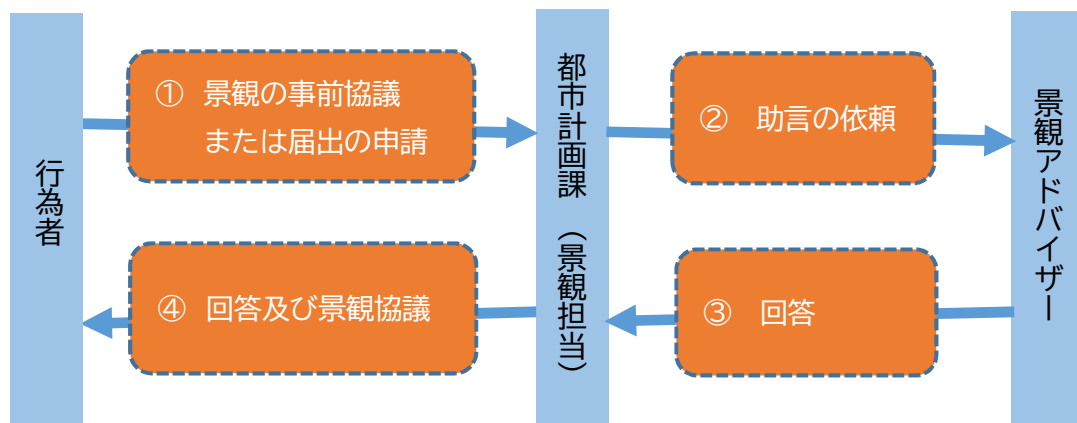 行為者
① 景観の事前協議
または届出の申請
都市計画課（景観担当）
② 助言の依頼
景観アドバイザー
③ 回答
④ 回答及び景観協議